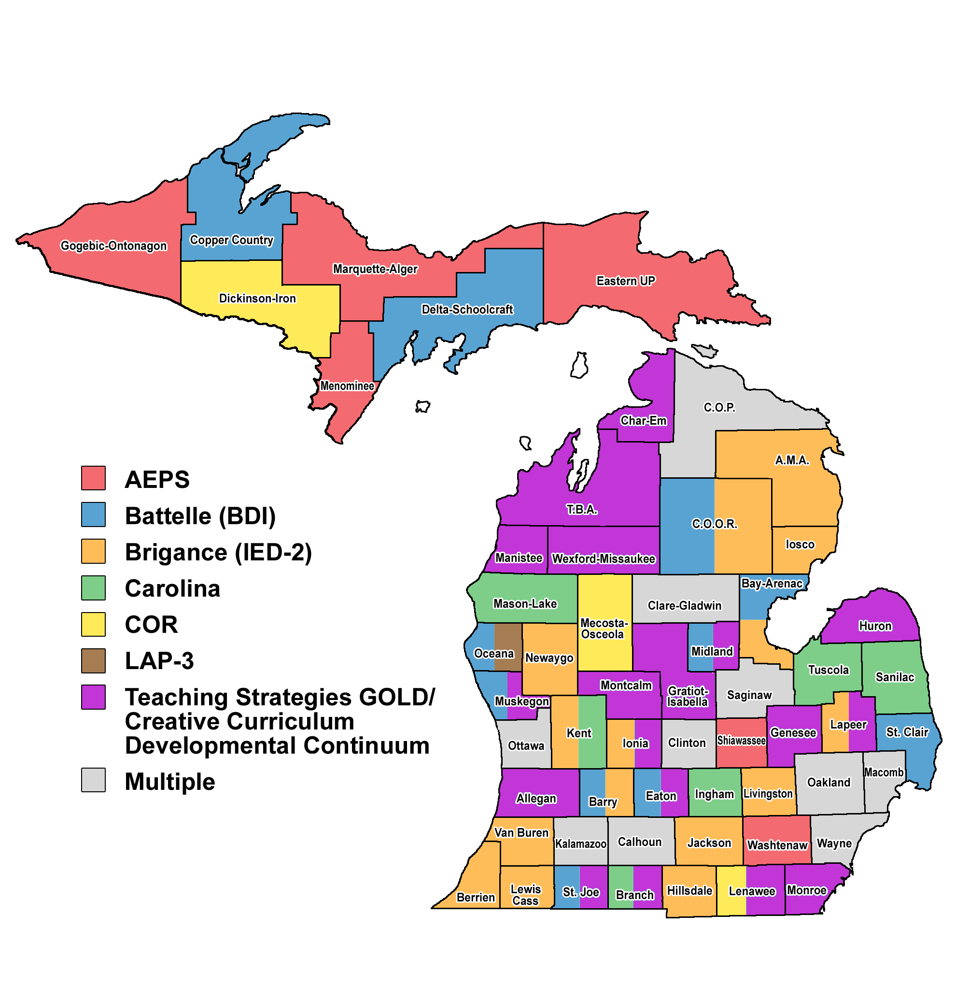 Gogebic-Ontonagon
Copper Country
Marquette-Alger
Eastern UP
Dickinson-Iron
Delta-Schoolcraft
Menominee
C.O.P.
Char-Em
A.M.A.
T.B.A.
C.O.O.R.
Iosco
Manistee
Wexford-Missaukee
Bay-Arenac
Mason-Lake
Clare-Gladwin
Mecosta-
Osceola
Huron
Oceana
Newaygo
Midland
Tuscola
Sanilac
Montcalm
Gratiot-
Isabella
Saginaw
Muskegon
Lapeer
Genesee
St. Clair
Kent
Ottawa
Ionia
Clinton
Shiawassee
Macomb
Oakland
Allegan
Barry
Eaton
Ingham
Livingston
Van Buren
Kalamazoo
Calhoun
Jackson
Washtenaw
Wayne
Berrien
Lewis
Cass
St. Joe
Branch
Hillsdale
Lenawee
Monroe
AEPS
Battelle (BDI)
Brigance (IED-2)
Carolina
COR
LAP-3
Teaching Strategies GOLD/
Creative Curriculum
Developmental Continuum
Multiple